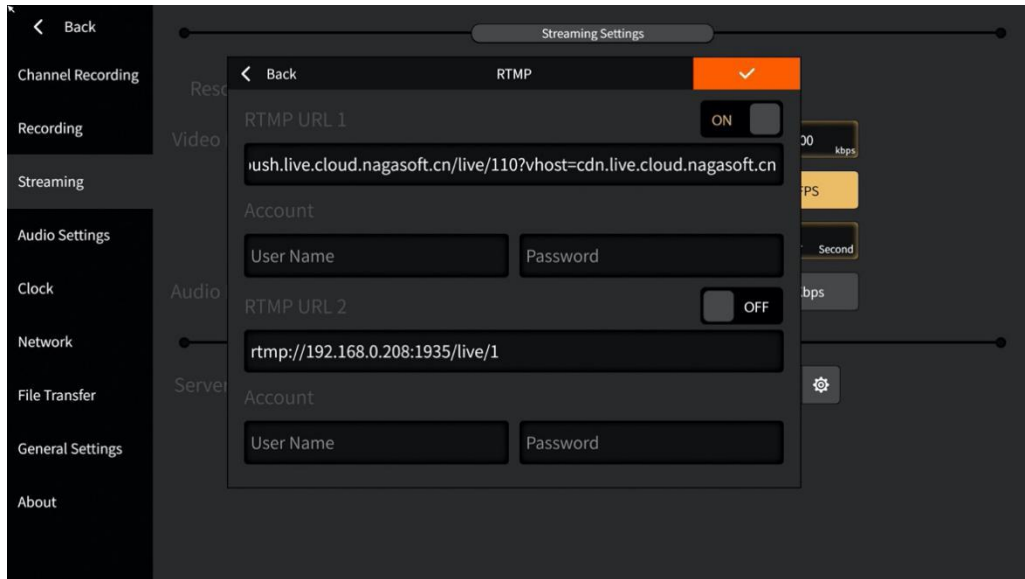 Back
Streaming Settings
Channel Recording
Back
RTMP
RTMP URL 1
ON
Recording
Video
00
kbps
ush.live.cloud.nagasoft.cn/live/110?vhost=cdn.live.cloud.nagasoft.cn
Streaming
FPS
Account
Audio Settings
User Name
Password
Second
Clock
Audio
RTMP URL 2
OFF
Network
rtmp://192.168.0.208:1935/live/1
Server
File Transfer
Account
General Settings
User Name
Password
About